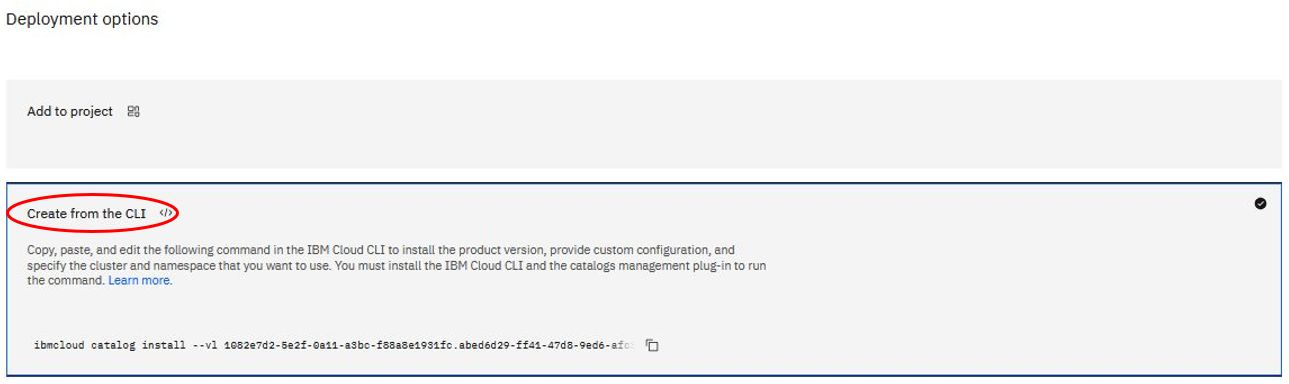 Deployment options
Add to project
Create from the CLI </>
Copy, paste, and edit the following command in the IBM Cloud CLI to install the product version, provide custom configuration, and
specify the cluster and namespace that you want to use. You must install the IBM Cloud CLI and the catalogs management plug-in to run
the command. Learn more.
ibmcloud catalog install --vl 1082e7d2-5e2f-0a11-a3bc-f88a8e1931fc.abed6d29-ff41-47d8-9ed6-afc